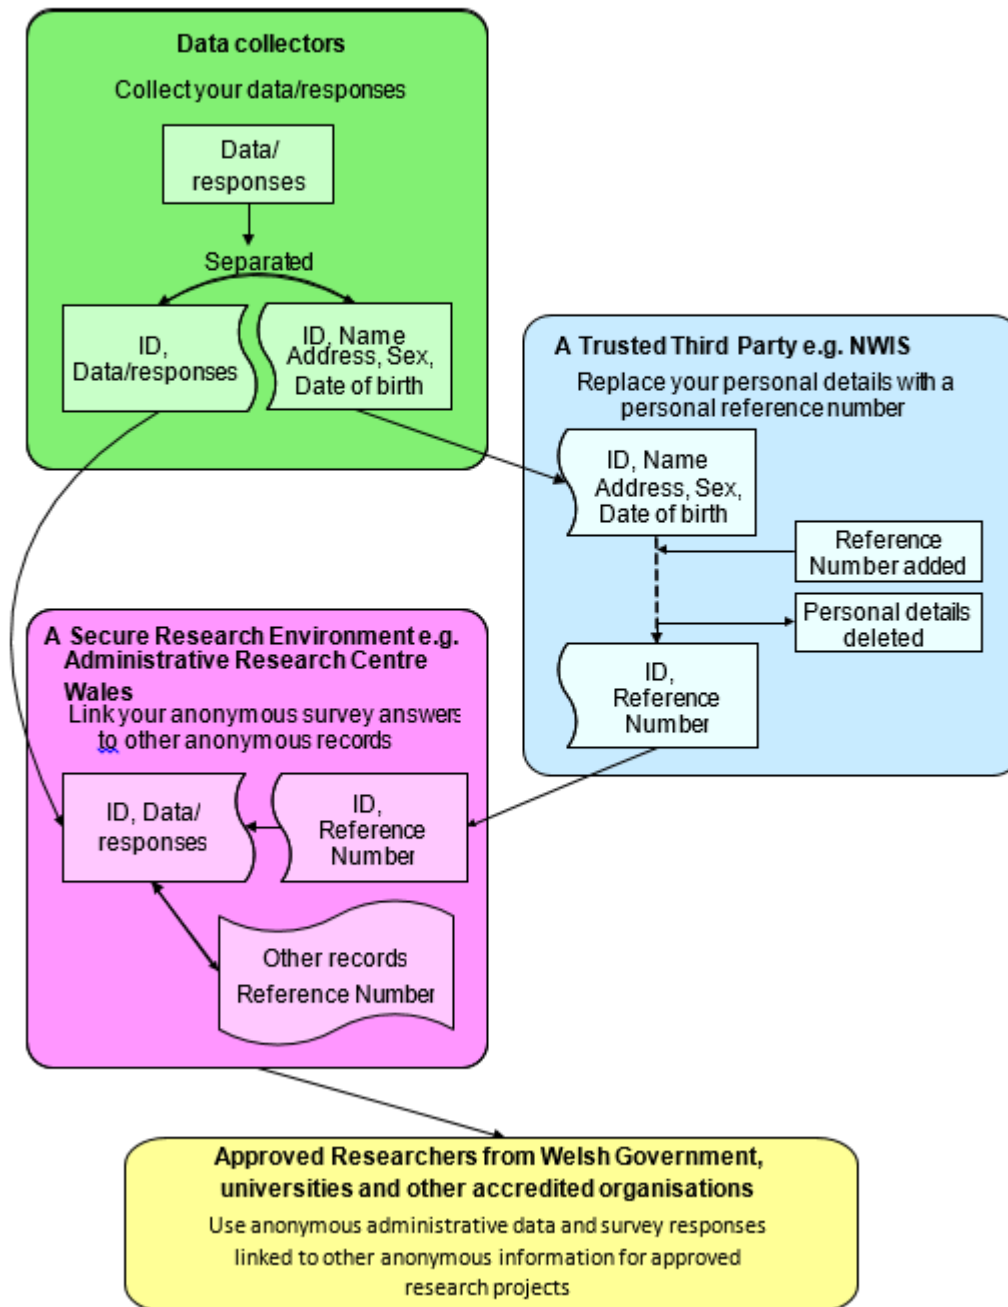 Data collectors
Collect your data/responses
Data/
responses
Separated
ID,
Data/responses
ID, Name
Address, Sex,
Date of birth
A Trusted Third Party e.g. NWIS
Replace your personal details with a
personal reference number
ID, Name
Address, Sex,
Date of birth
Reference
Number added
Personal details
deleted
ID,
Reference
Number
A Secure Research Environment e.g.
Administrative Research Centre
Wales
Link your anonymous survey answers
to other anonymous records
ID, Data/
responses
ID,
Reference
Number
Other records
Reference Number
Approved Researchers from Welsh Government,
universities and other accredited organisations
Use anonymous administrative data and survey responses
linked to other anonymous information for approved
research projects